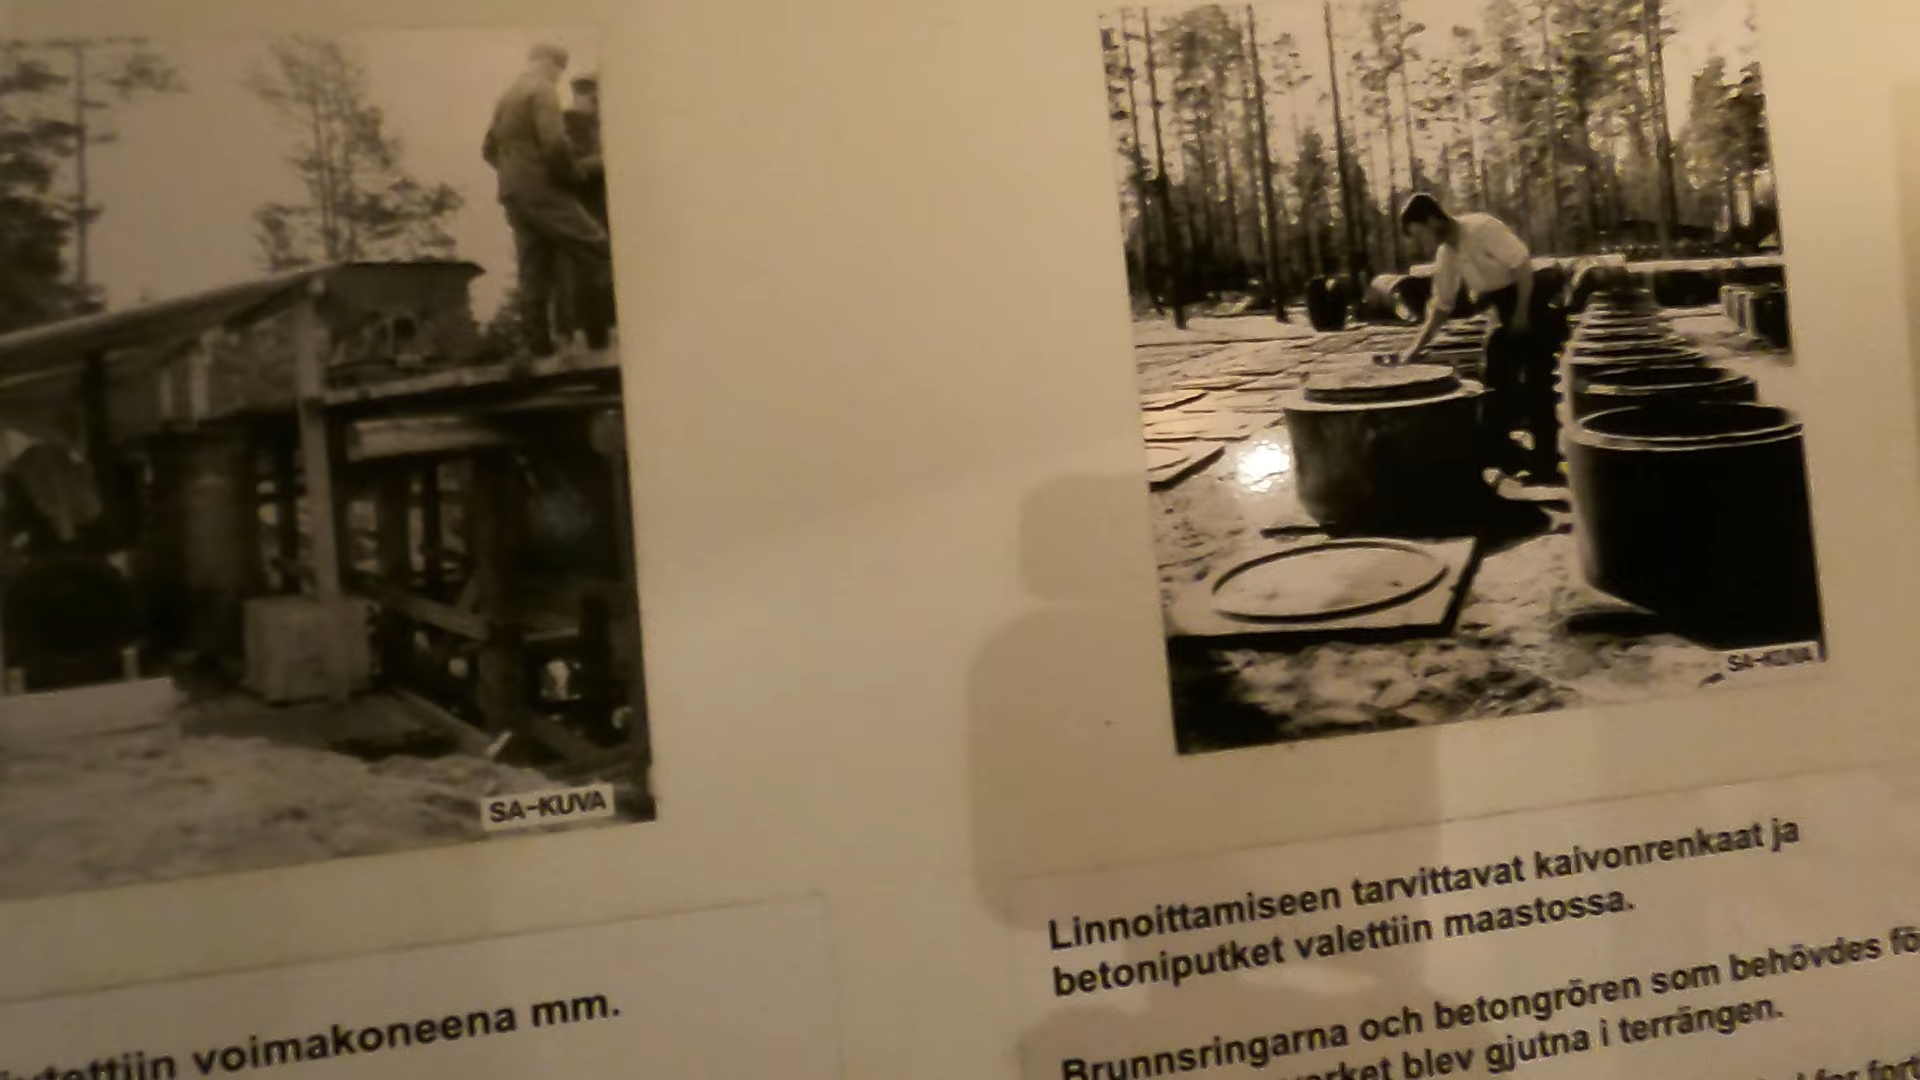 SA-KUVA
voimakoneena mm.
SA-KUVA
Linnoittamiseen tarvittavat kaivonrenkaat ja
betoniputket valettiin maastossa.
Brunnsringarna och betongrören som behövdes fö
blev gjutna i terrängen.